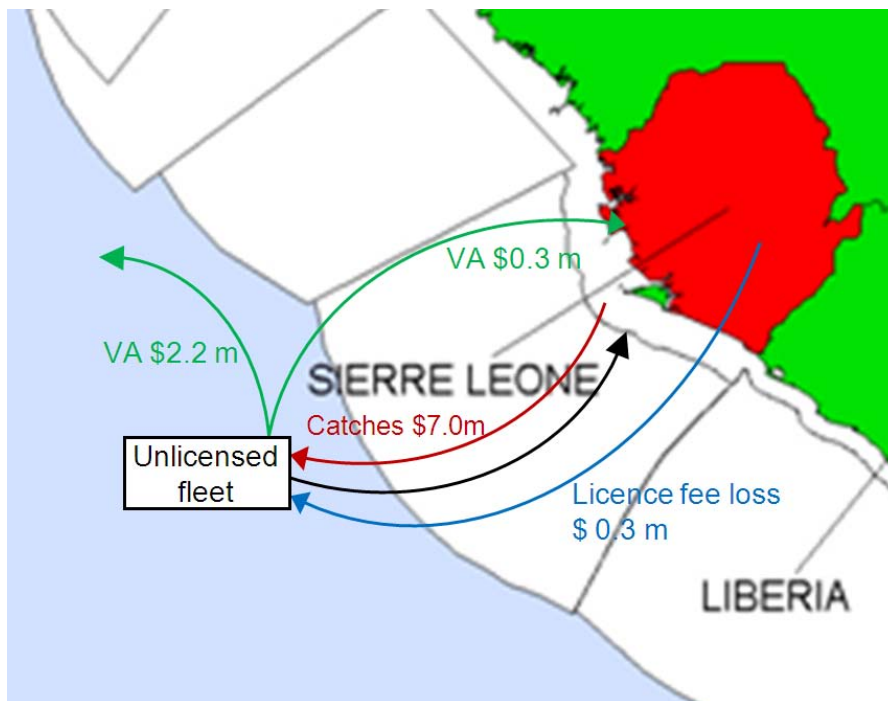 VA $0.3 m
VA $2.2 m
SIERRE LEONE
Catches $7.0m
Unlicensed
fleet
Licence fee loss
$ 0.3 m
LIBERIA